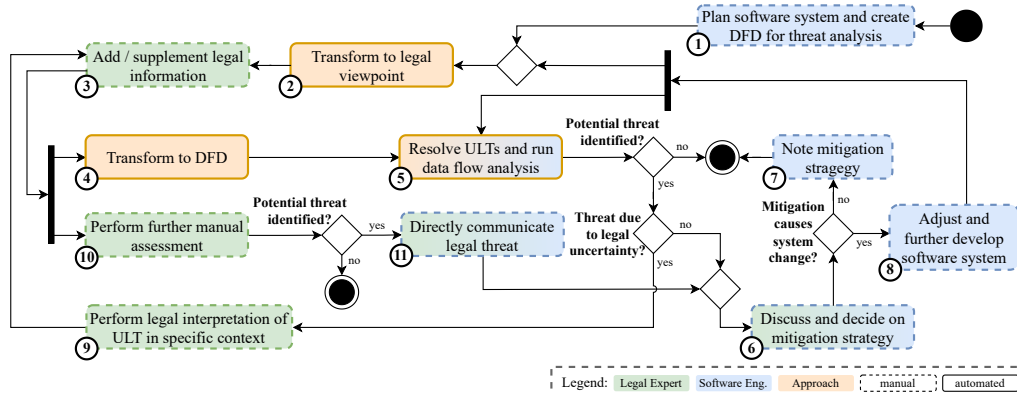 Plan software system and create
DFD for threat analysis
1
Add / supplement legal
information
3
Transform to legal
viewpoint
2
Transform to DFD
4
Resolve ULTs and run
data flow analysis
5
Potential threat
identified?
no
yes
Note mitigation
stragegy
7
Perform further manual
assessment
10
Potential threat
identified?
yes
no
Directly communicate
legal threat
11
Threat due
to legal
uncertainty?
no
yes
Mitigation
causes
system
change?
no
yes
Adjust and
further develop
software system
8
Perform legal interpretation of
ULT in specific context
9
Discuss and decide on
mitigation strategy
6
Legend:
Legal Expert
Software Eng.
Approach
manual
automated